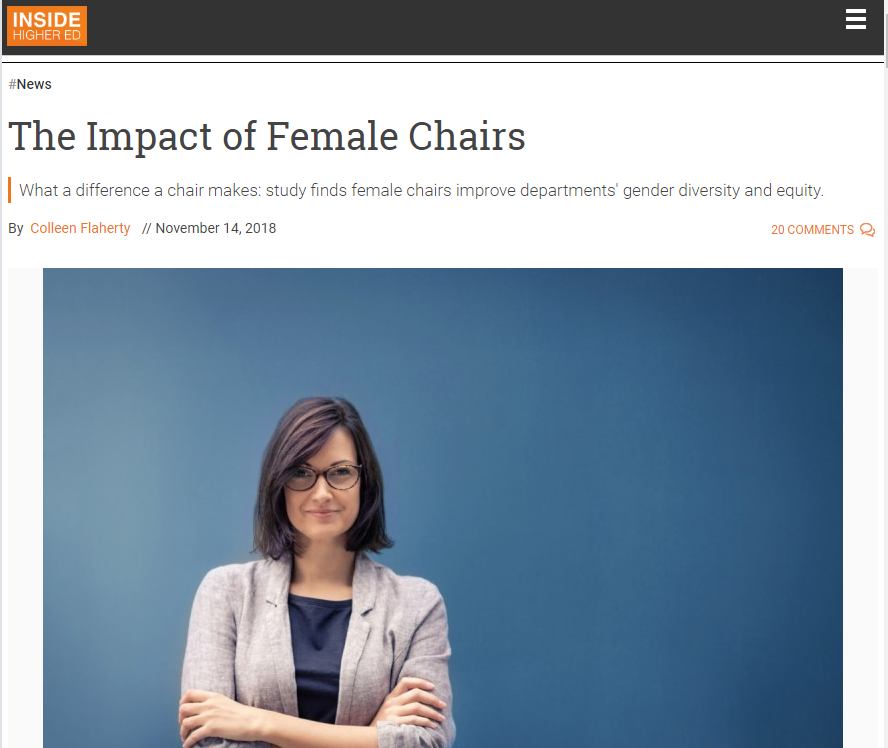 INSIDE
HIGHER ED
#News
The Impact of Female Chairs
What a difference a chair makes: study finds female chairs improve departments' gender diversity and equity.
By Colleen Flaherty // November 14, 2018
20 COMMENTS